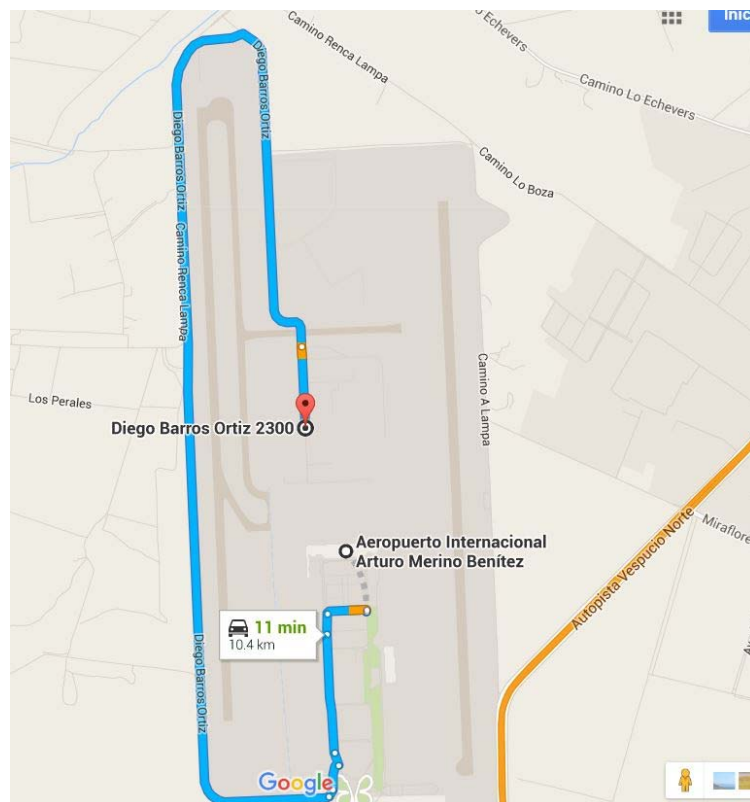 Inic
o Echevers
Camino Renca Lampa
Camino Lo Echevers
Diego Barros Ortiz
Diego Barros Ortiz
Camino Lo Boza
Camino Renca Lampa
Camino A Lampa
Los Perales
Diego Barros Ortiz 2300
Miraflore
Aeropuerto Internacional
Arturo Merino Benítez
Autopista Vespucio Norte
11 min
10.4 km
Diego Barros Ortiz
Google